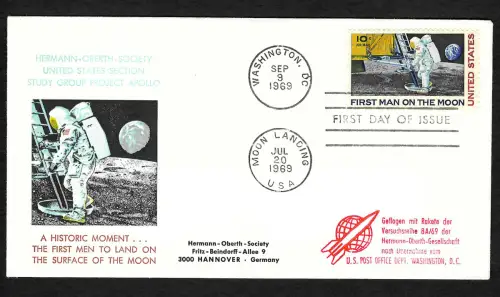 HERMANN-OBERTH-SOCIETY
UNITED STATES SECTION
STUDY GROUP PROJECT APOLLO
A HISTORIC MOMENT . . .
THE FIRST MEN TO LAND ON
THE SURFACE OF THE MOON
WASHINGTON, DC
SEP
9
1969
MOON LANDING
JUL
20
1969
USA
10¢
UNITED STATES
FIRST MAN ON THE MOON
FIRST DAY OF ISSUE
Hermann-Oberth-Society
Fritz-Beindorff-Allee 9
3000 HANNOVER - Germany
Geflogen mit Rakete der
Versuchsreihe 8A/69 der
Hermann-Oberth-Gesellschaft
nach Übernahme vom
U.S. POST OFFICE DEPT. WASHINGTON, D.C.